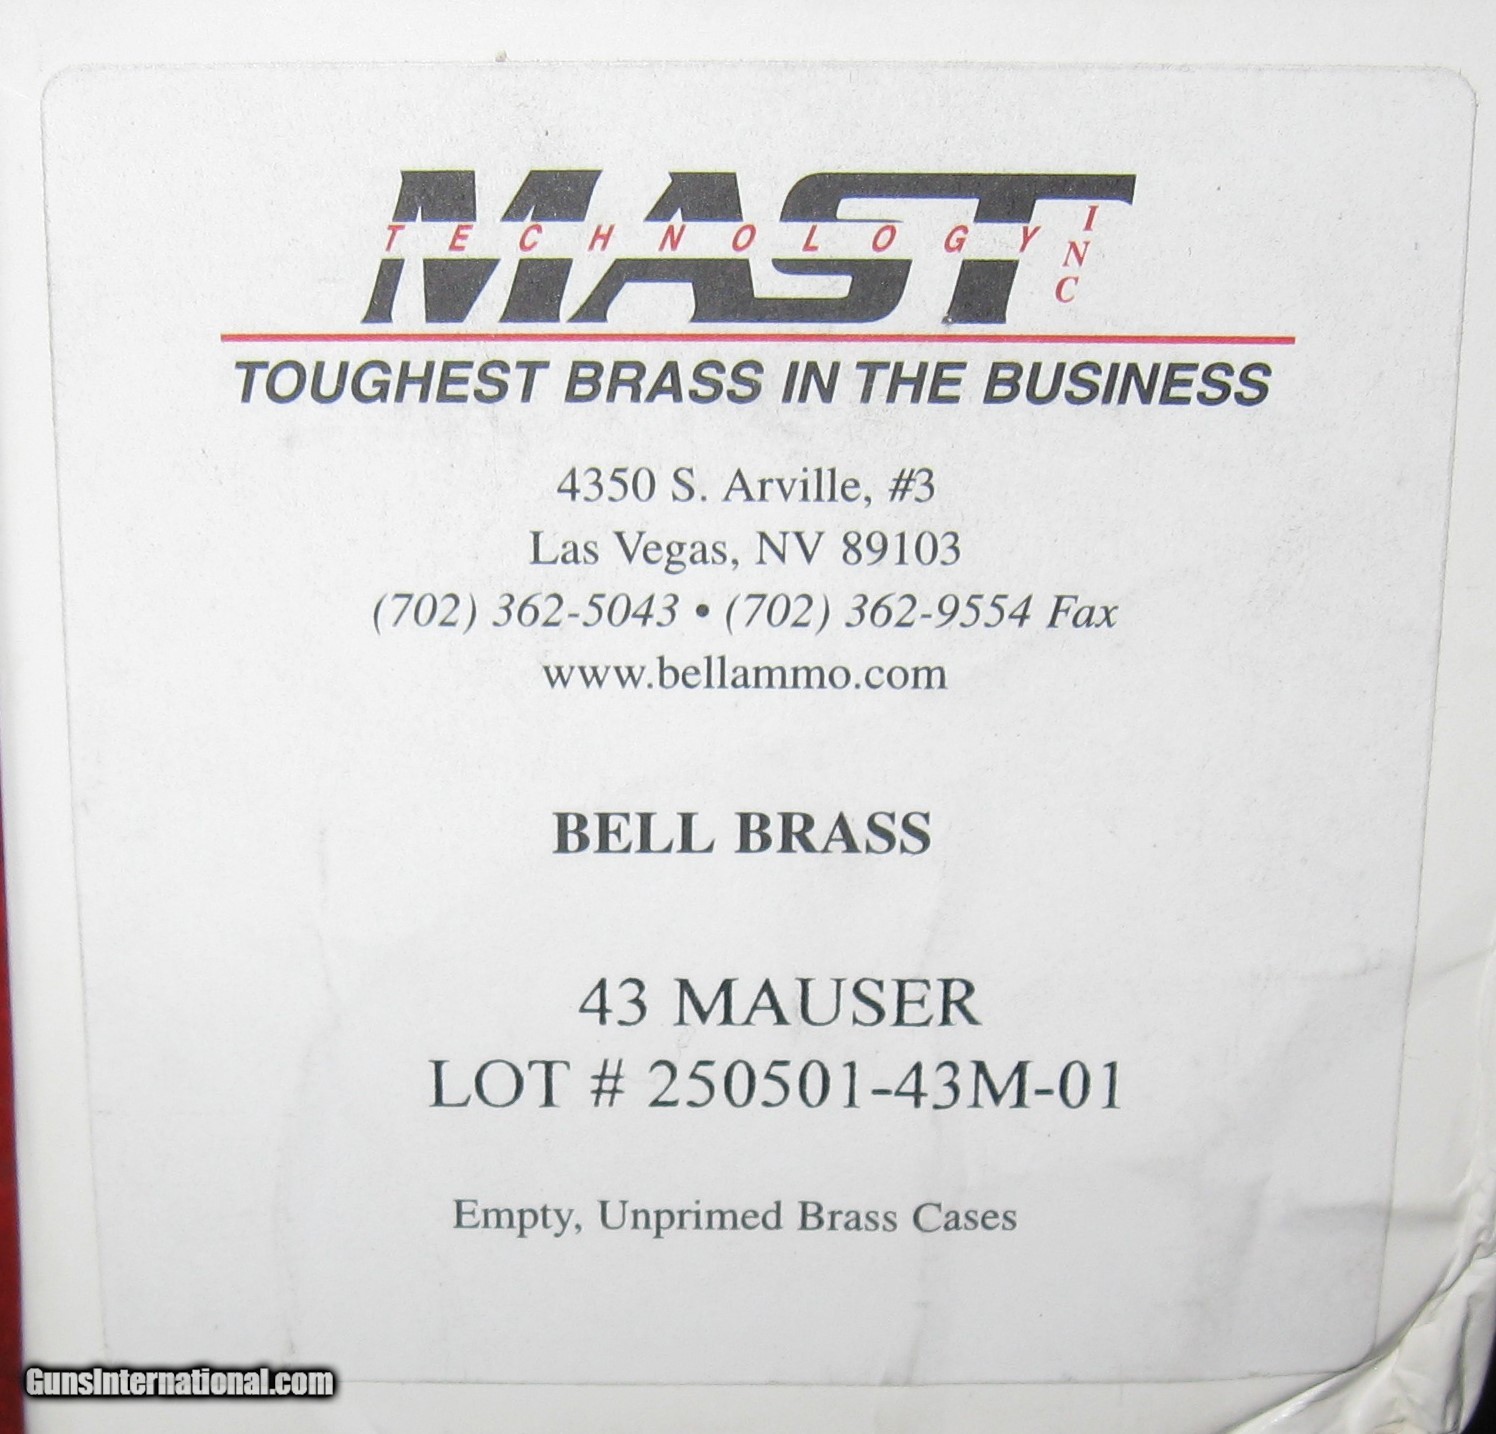 MAST
TECHNOLOGY
INC
TOUGHEST BRASS IN THE BUSINESS
4350 S. Arville, #3
Las Vegas, NV 89103
(702) 362-5043 • (702) 362-9554 Fax
www.bellammo.com
BELL BRASS
43 MAUSER
LOT # 250501-43M-01
Empty, Unprimed Brass Cases
GunsInternational.com